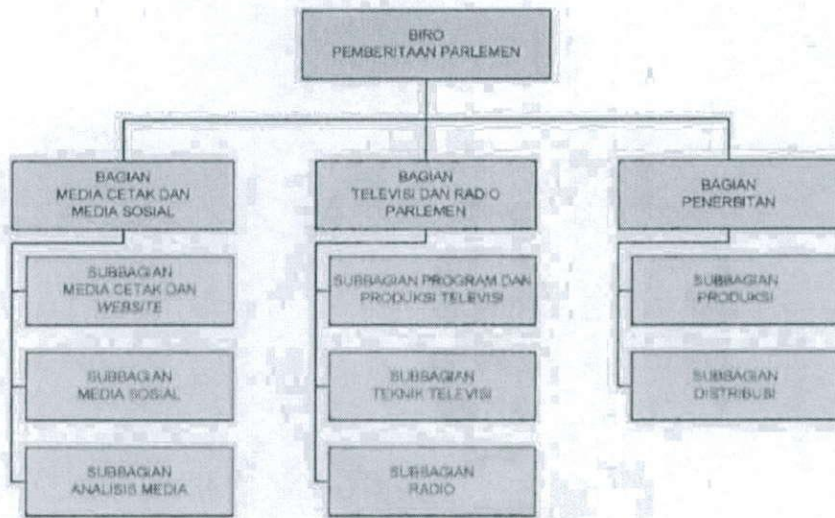 BIRO
PEMBERITAAN PARLEMEN
BAGIAN
MEDIA CETAK DAN
MEDIA SOSIAL
SUBBAGIAN
MEDIA CETAK DAN
WEBSITE
SUBBAGIAN
MEDIA SOSIAL
SUBBAGIAN
ANALISIS MEDIA
BAGIAN
TELEVISI DAN RADIO
PARLEMEN
SUBBAGIAN PROGRAM DAN
PRODUKSI TELEVISI
SUBBAGIAN
TEKNIK TELEVISI
SUBBAGIAN
RADIO
BAGIAN
PENERBITAN
SUBBAGIAN
PRODUKSI
SUBBAGIAN
DISTRIBUSI